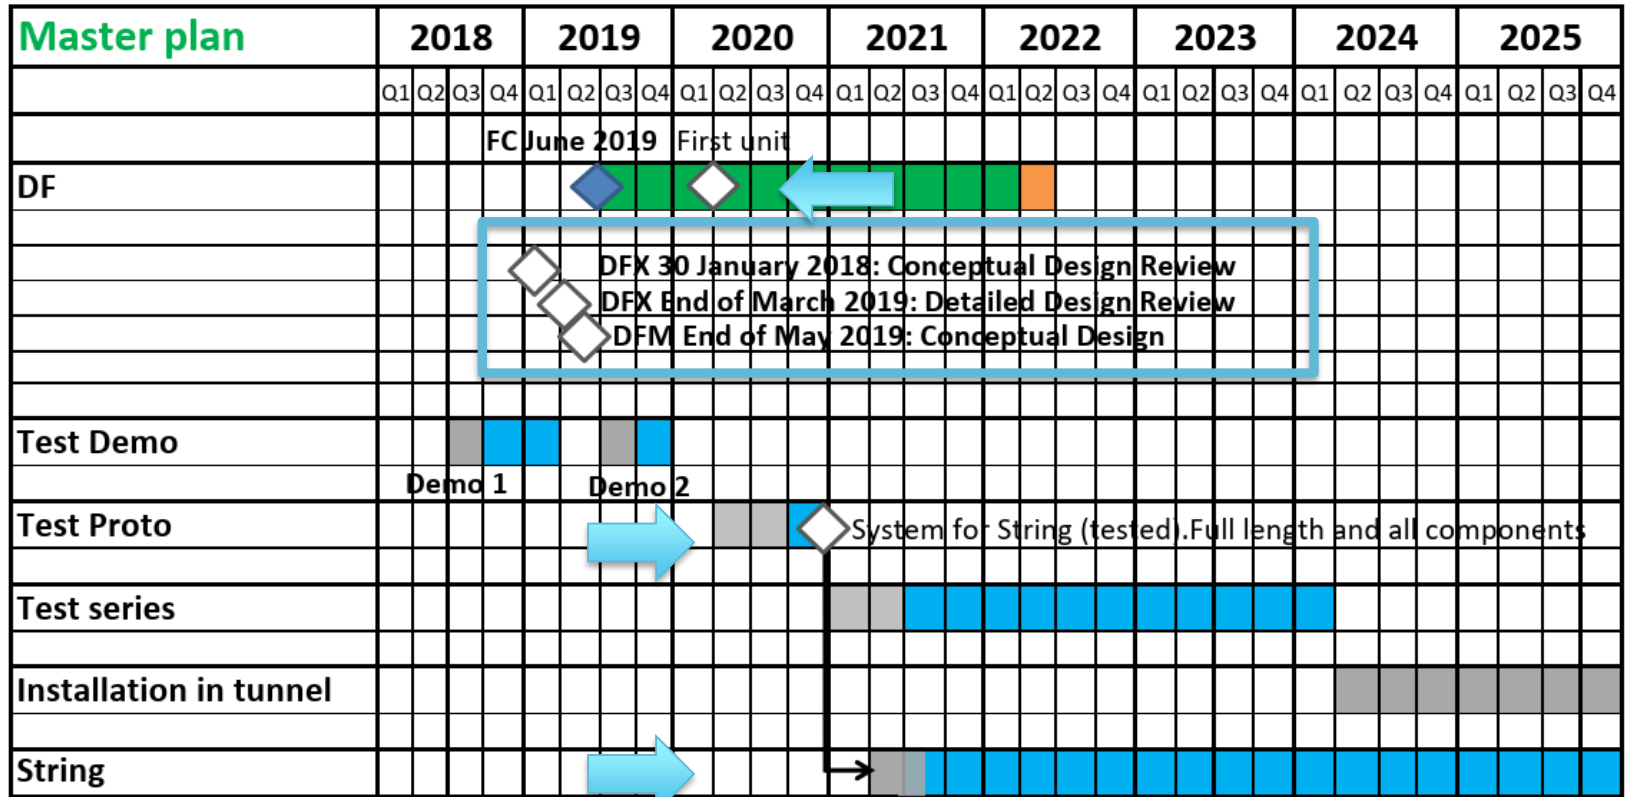 Master plan 2018 2019 2020 2021 2022 2023 2024 2025
Q1 Q2 Q3 Q4 Q1 Q2 Q3 Q4 Q1 Q2 Q3 Q4 Q1 Q2 Q3 Q4 Q1 Q2 Q3 Q4 Q1 Q2 Q3 Q4 Q1 Q2 Q3 Q4 Q1 Q2 Q3 Q4
FC June 2019 First unit
DF
DFX 30 January 2018: Conceptual Design Review
DFX End of March 2019: Detailed Design Review
DFM End of May 2019: Conceptual Design
Test Demo
Demo 1 Demo 2
Test Proto System for String (tested).Full length and all components
Test series
Installation in tunnel
String